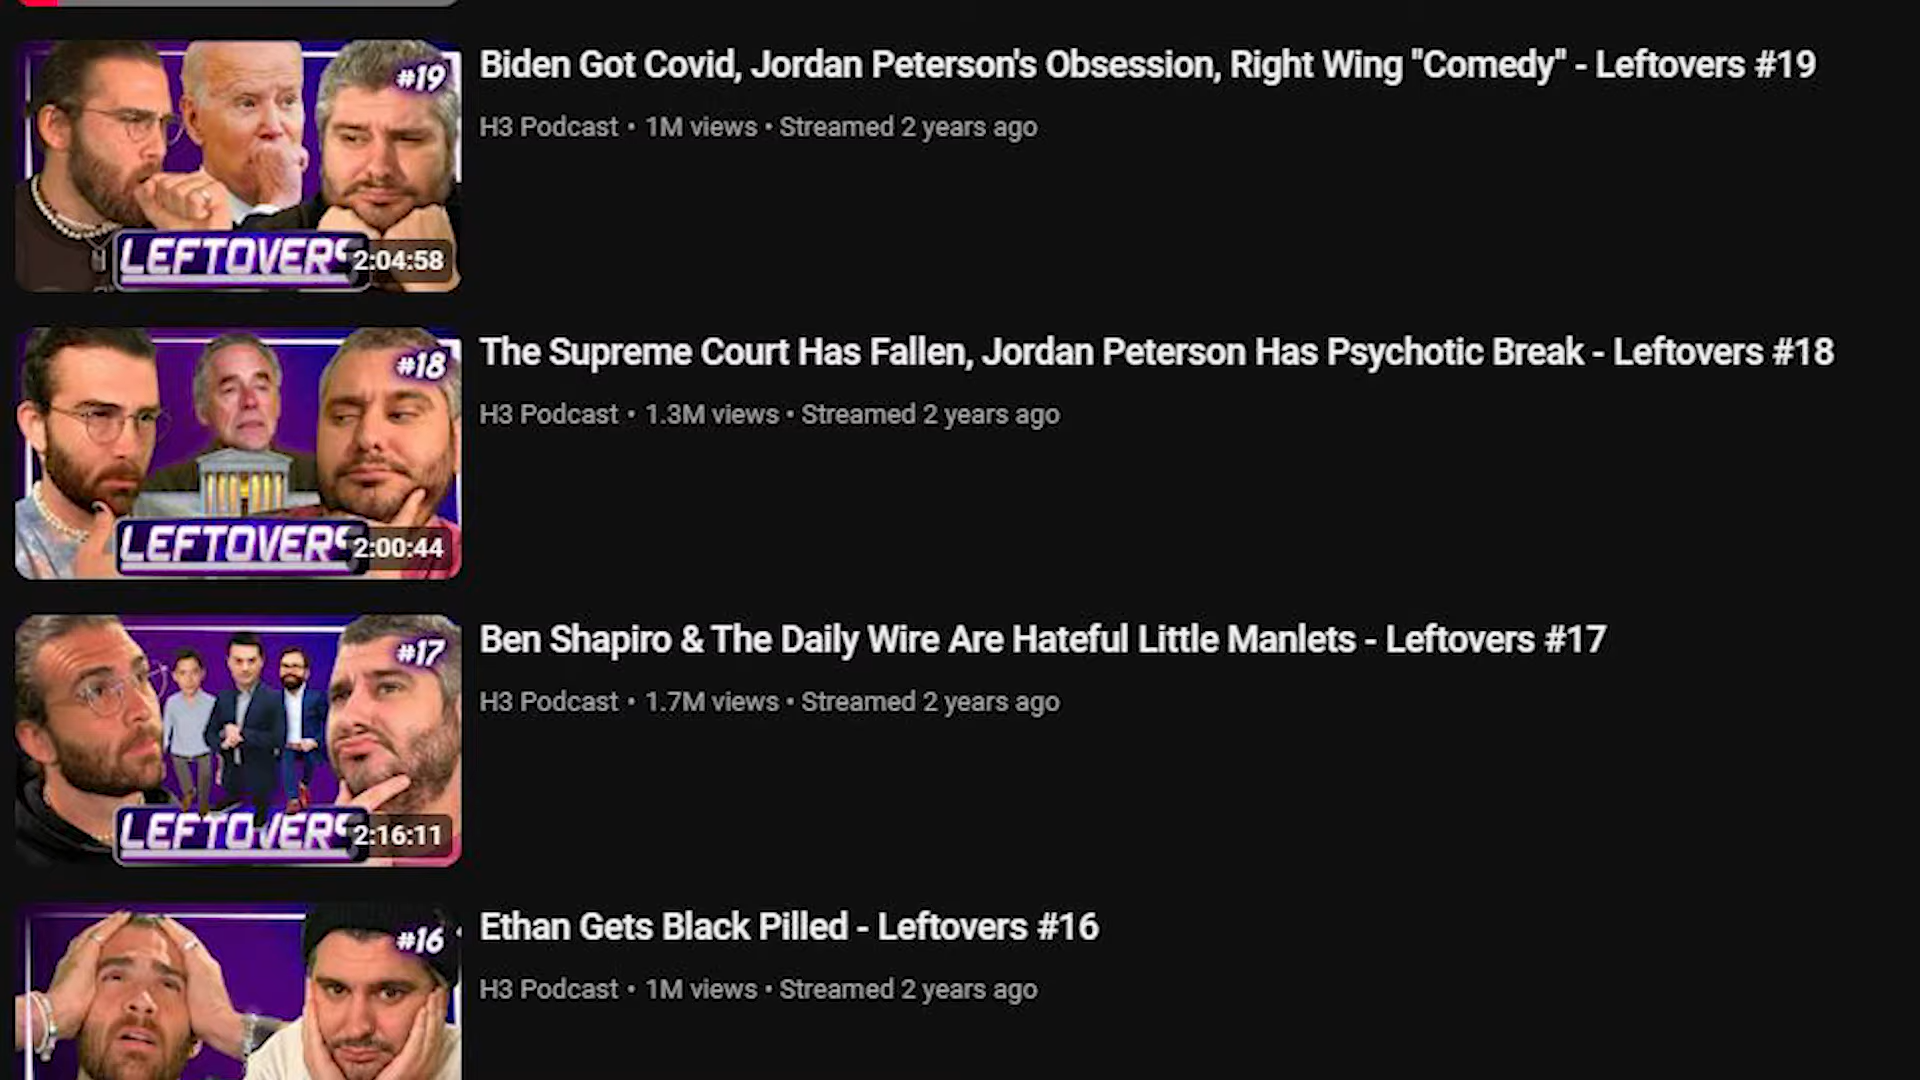 #19
LEFTOVERS
2:04:58
Biden Got Covid, Jordan Peterson's Obsession, Right Wing "Comedy" - Leftovers #19
H3 Podcast • 1M views • Streamed 2 years ago
#18
LEFTOVERS
2:00:44
The Supreme Court Has Fallen, Jordan Peterson Has Psychotic Break - Leftovers #18
H3 Podcast • 1.3M views • Streamed 2 years ago
#17
LEFTOVERS
2:16:11
Ben Shapiro & The Daily Wire Are Hateful Little Manlets - Leftovers #17
H3 Podcast • 1.7M views • Streamed 2 years ago
#16
Ethan Gets Black Pilled - Leftovers #16
H3 Podcast • 1M views • Streamed 2 years ago